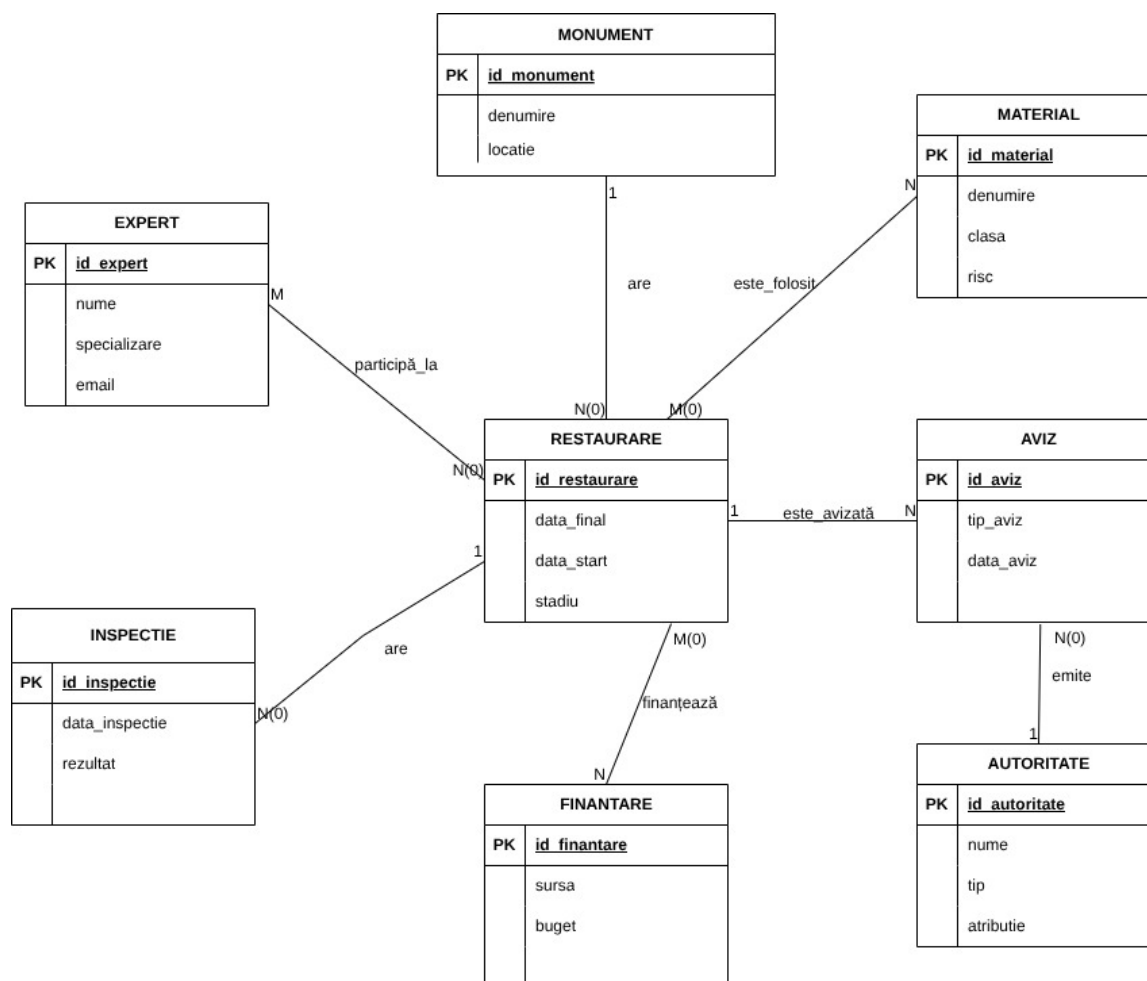 MONUMENT
PK id_monument
denumire
locatie
MATERIAL
PK id_material
denumire
clasa
risc
EXPERT
PK id_expert
nume
specializare
email
1
N
are
este_folosit
M
participă_la
N(0)
M(0)
N(0)
RESTAURARE
PK id_restaurare
data_final
data_start
stadiu
AVIZ
PK id_aviz
tip_aviz
data_aviz
1
este_avizată
N
1
are
N(0)
INSPECTIE
PK id_inspectie
data_inspectie
rezultat
M(0)
finanțează
N
N(0)
emite
1
FINANTARE
PK id_finantare
sursa
buget
AUTORITATE
PK id_autoritate
nume
tip
atributie